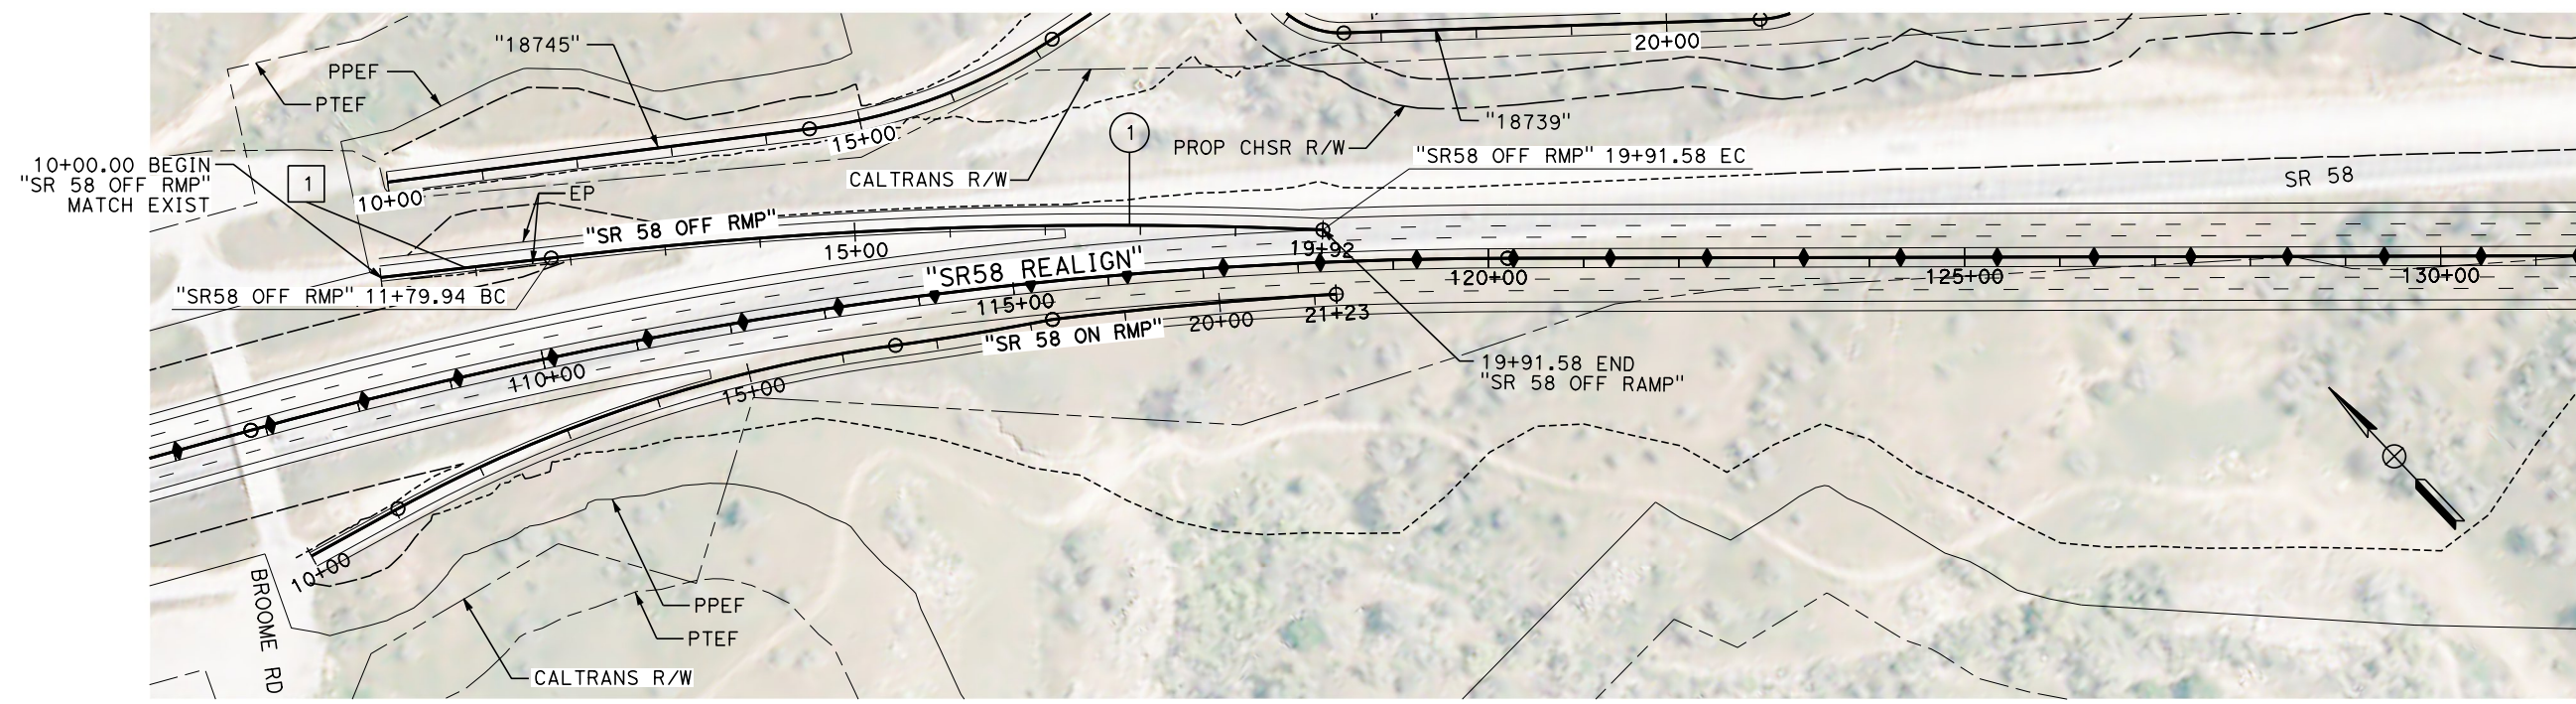 "18745"
20+00
PPEF
PTEF
"18739"
15+00
1
PROP CHSR R/W
"SR58 OFF RMP" 19+91.58 EC
10+00.00 BEGIN
"SR 58 OFF RMP"
MATCH EXIST
1
CALTRANS R/W
SR 58
10+00
EP
"SR 58 OFF RMP"
15+00
19+92
"SR58 REALIGN"
120+00
125+00
130+00
"SR58 OFF RMP" 11+79.94 BC
115+00
20+00
21+23
"SR 58 ON RMP"
19+91.58 END
"SR 58 OFF RAMP"
110+00
15+00
10+00
BROOME RD
PPEF
PTEF
CALTRANS R/W